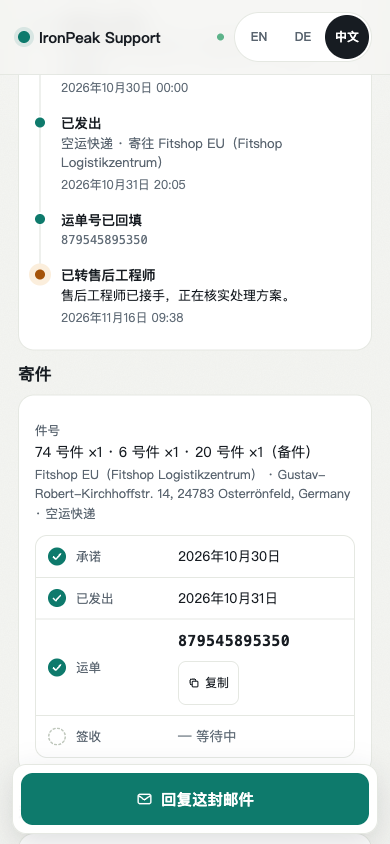 IronPeak Support
EN
DE
中文
2026年10月30日 00:00
已发出
空运快递 · 寄往 Fitshop EU（Fitshop
Logistikzentrum）
2026年10月31日 20:05
运单号已回填
879545895350
已转售后工程师
售后工程师已接手，正在核实处理方案。
2026年11月16日 09:38
寄件
件号
74 号件 ×1 · 6 号件 ×1 · 20 号件 ×1（备件）
Fitshop EU（Fitshop Logistikzentrum） · Gustav-
Robert-Kirchhoffstr. 14, 24783 Osterrönfeld, Germany
· 空运快递
承诺
2026年10月30日
已发出
2026年10月31日
879545895350
运单
复制
签收
— 等待中
回复这封邮件